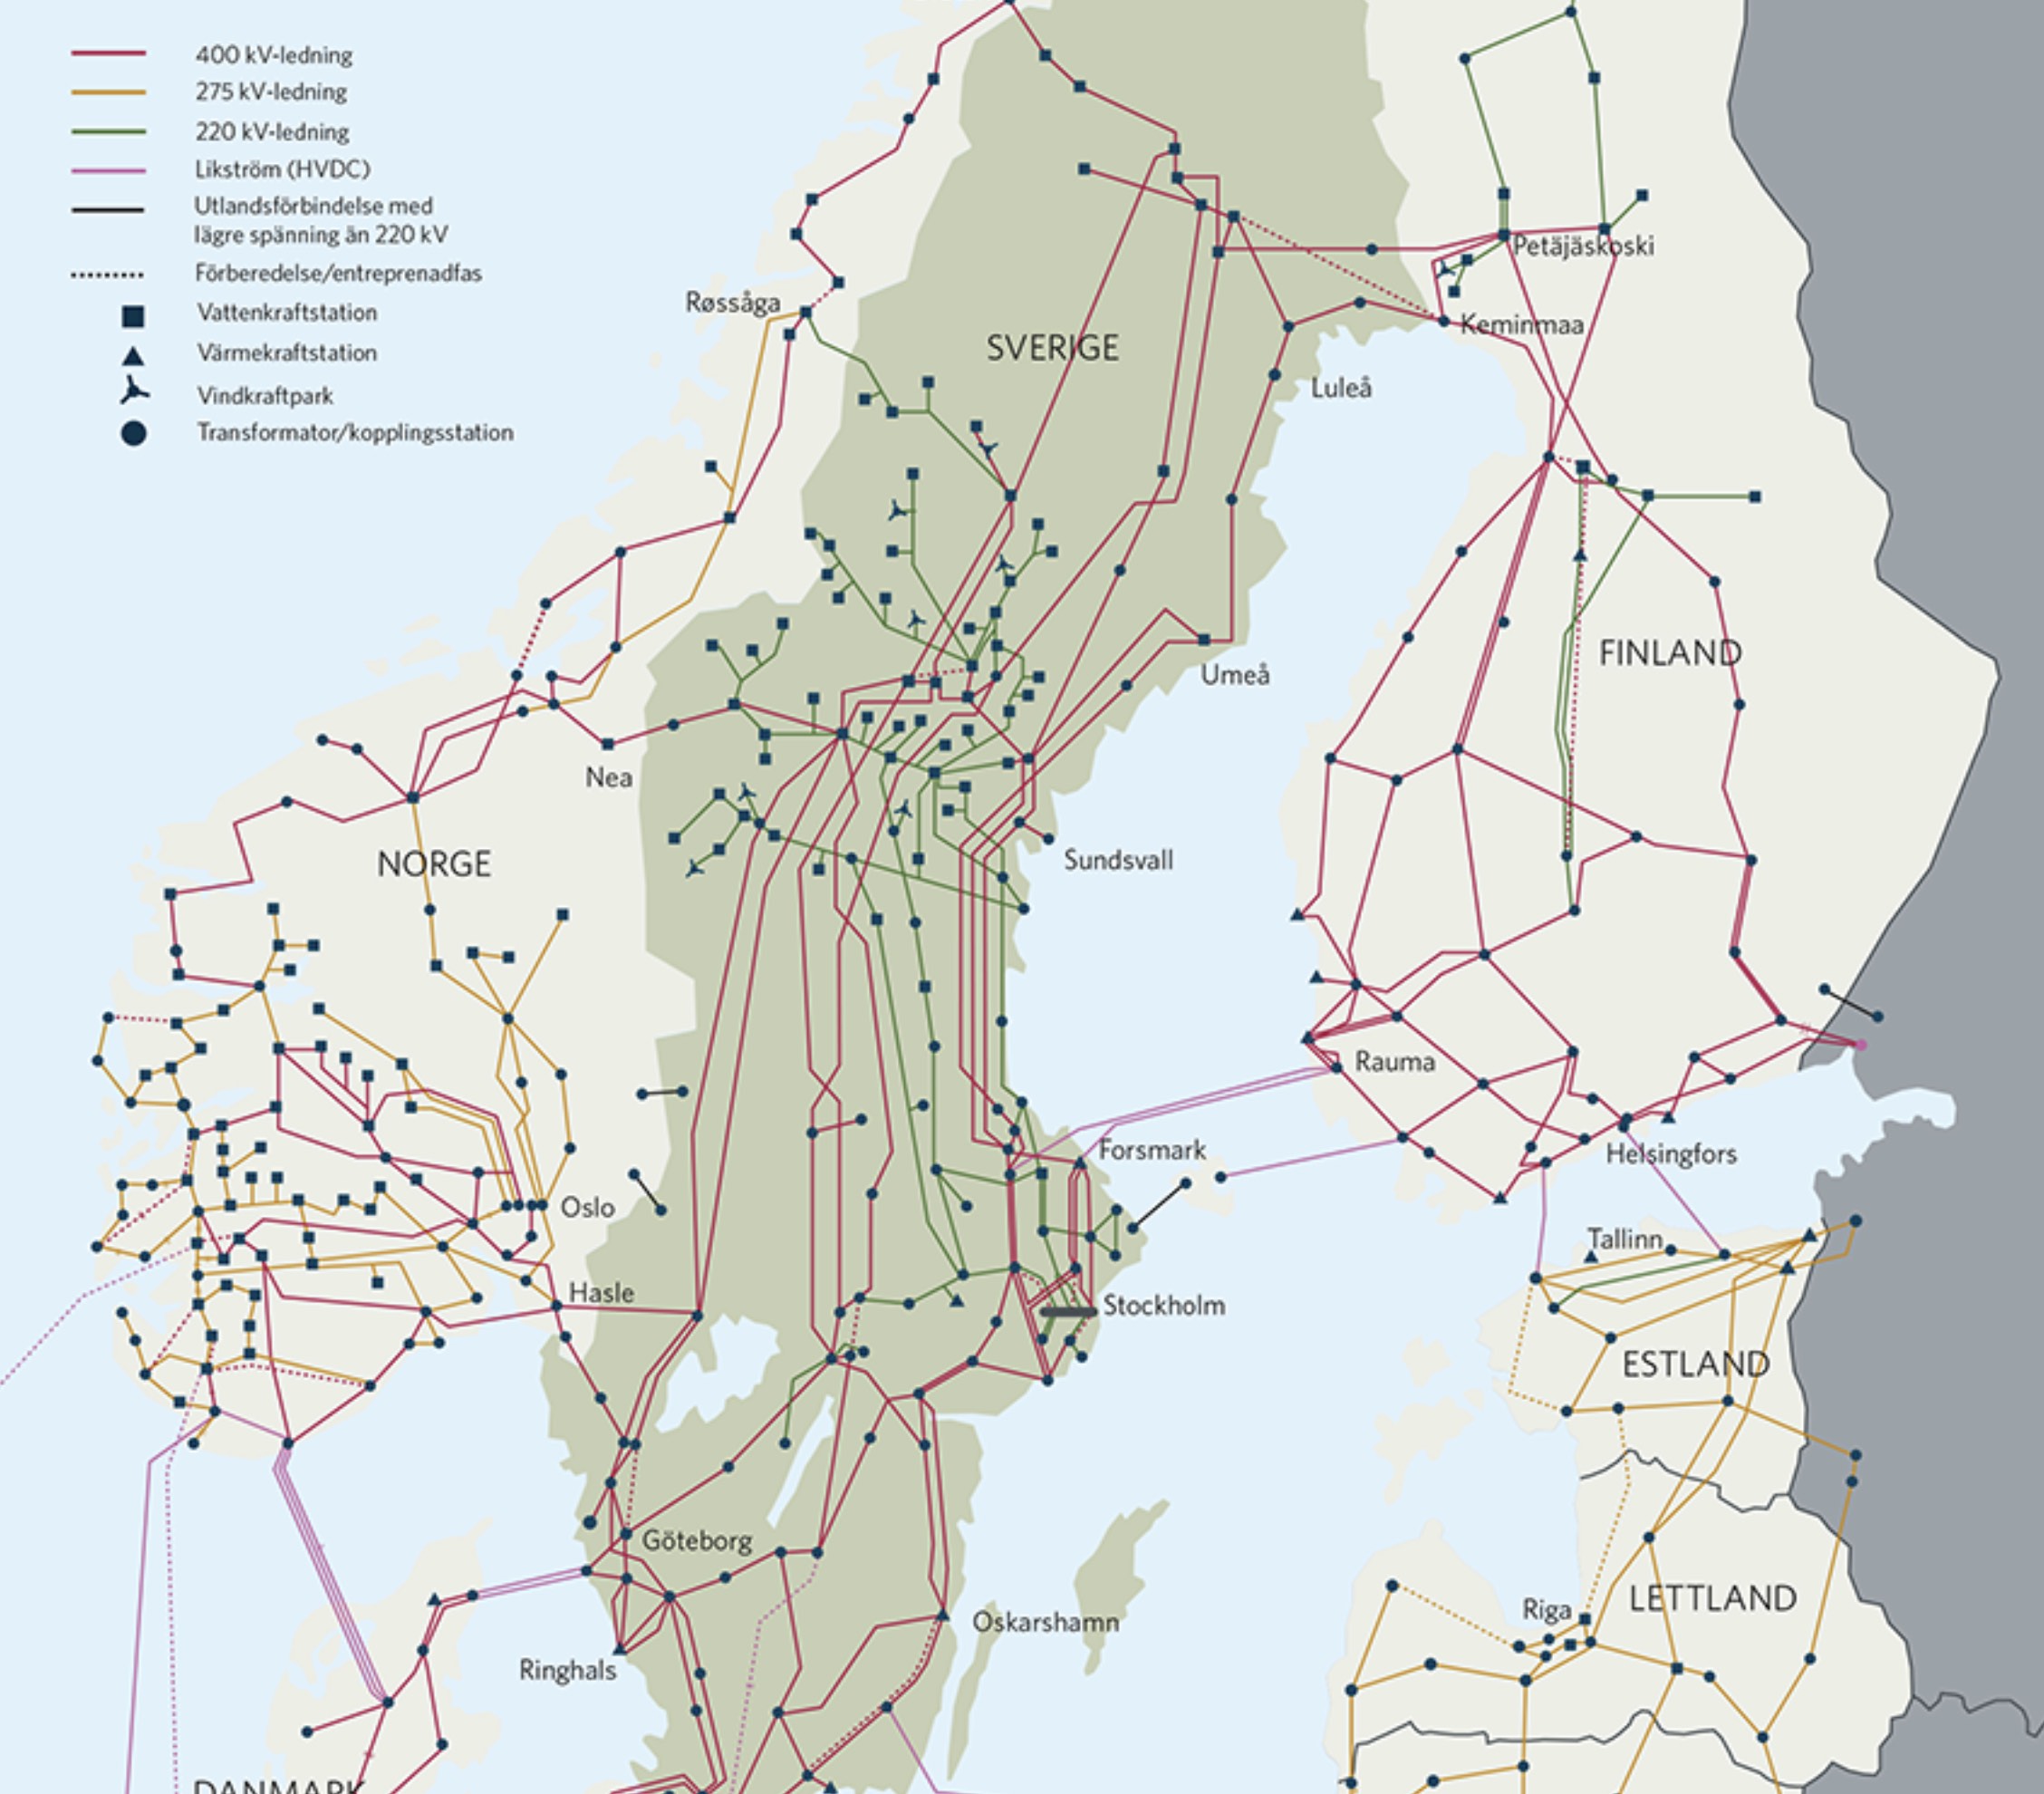 400 kV-ledning
275 kV-ledning
220 kV-ledning
Likström (HVDC)
Utlandsförbindelse med
lägre spänning än 220 kV
Förberedelse/entreprenadfas
Vattenkraftstation
Värmekraftstation
Vindkraftpark
Transformator/kopplingsstation
Petäjäskoski
Røssåga
Keminmaa
SVERIGE
Luleå
FINLAND
Umeå
Nea
Sundsvall
NORGE
Rauma
Forsmark
Helsingfors
Oslo
Tallinn
Hasle
Stockholm
ESTLAND
Göteborg
LETTLAND
Riga
Oskarshamn
Ringhals
DANMARK